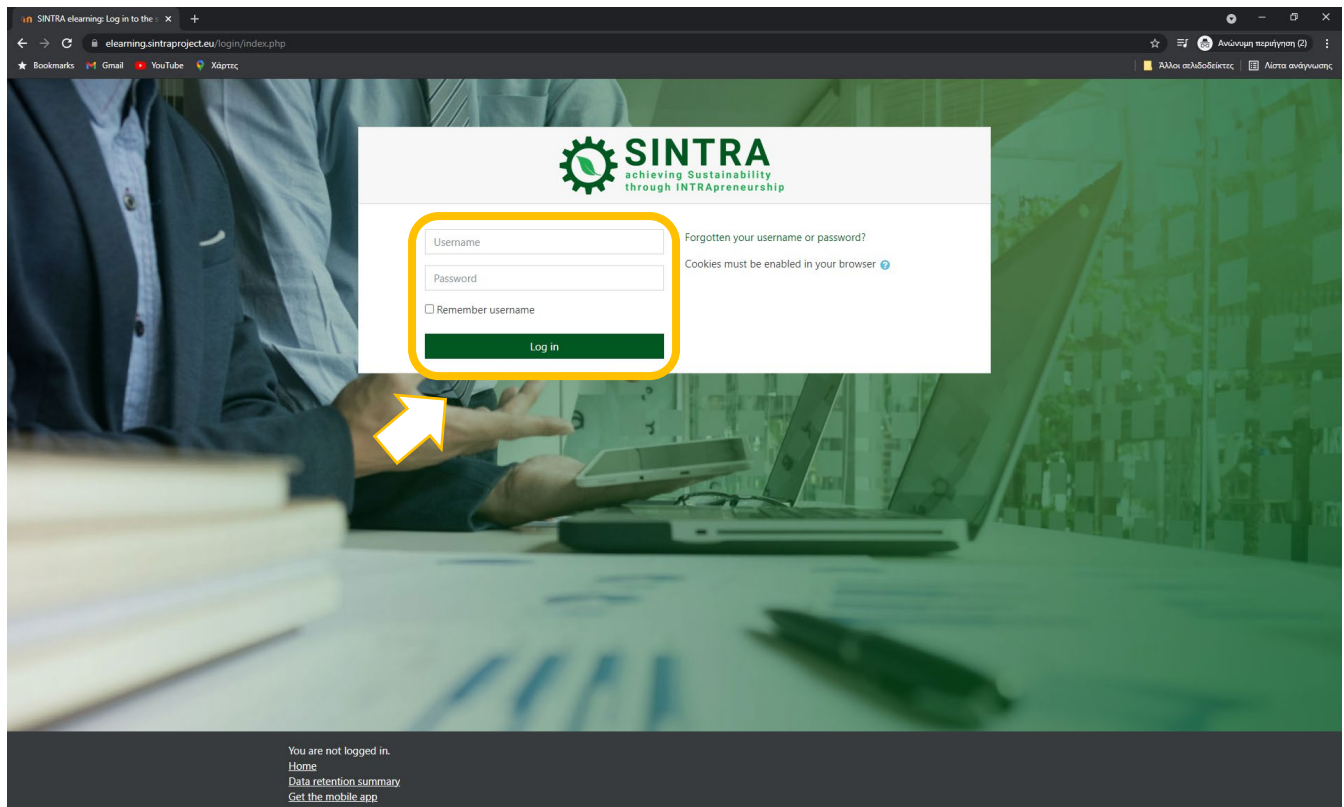 SINTRA elearning: Log in to the s
elearning.sintraproject.eu/login/index.php
Ανώνυμη περιήγηση (2)
Bookmarks Gmail YouTube Χάρτες
Άλλοι σελιδοδείκτες Λίστα ανάγνωσης
SINTRA
achieving Sustainability
through INTRApreneurship
Username
Password
Remember username
Log in
Forgotten your username or password?
Cookies must be enabled in your browser
You are not logged in.
Home
Data retention summary
Get the mobile app